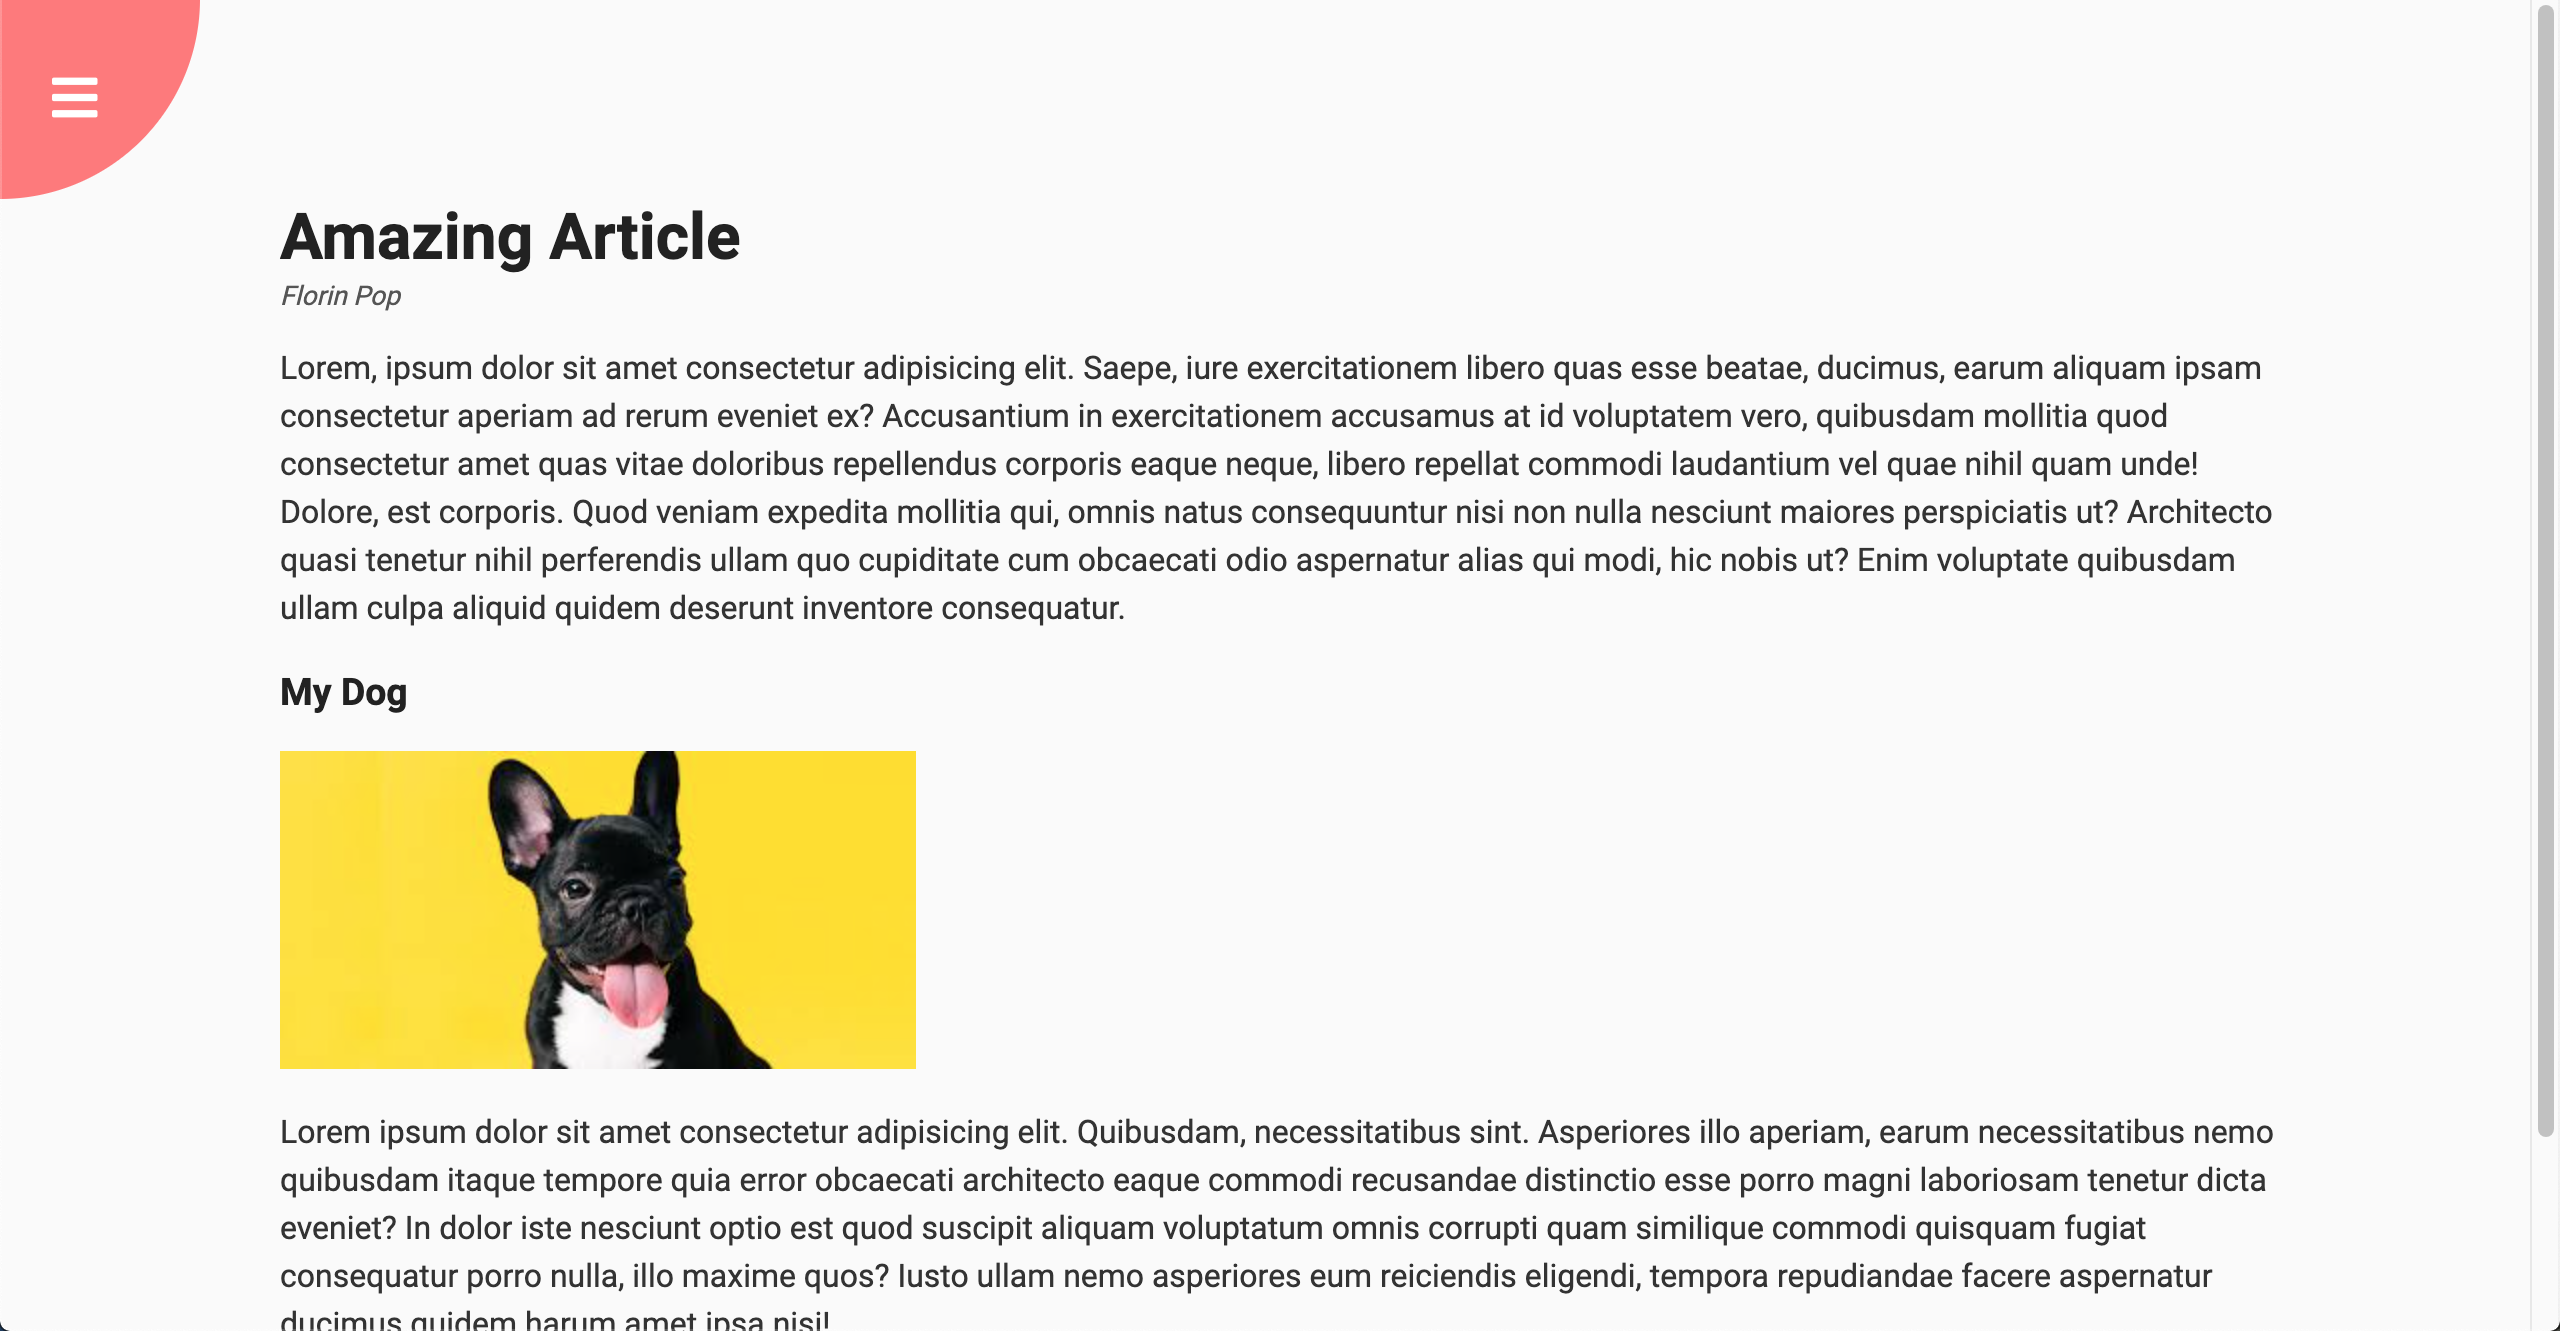 Amazing Article
Florin Pop
Lorem, ipsum dolor sit amet consectetur adipisicing elit. Saepe, iure exercitationem libero quas esse beatae, ducimus, earum aliquam ipsam
consectetur aperiam ad rerum eveniet ex? Accusantium in exercitationem accusamus at id voluptatem vero, quibusdam mollitia quod
consectetur amet quas vitae doloribus repellendus corporis eaque neque, libero repellat commodi laudantium vel quae nihil quam unde!
Dolore, est corporis. Quod veniam expedita mollitia qui, omnis natus consequuntur nisi non nulla nesciunt maiores perspiciatis ut? Architecto
quasi tenetur nihil perferendis ullam quo cupiditate cum obcaecati odio aspernatur alias qui modi, hic nobis ut? Enim voluptate quibusdam
ullam culpa aliquid quidem deserunt inventore consequatur.
My Dog
Lorem ipsum dolor sit amet consectetur adipisicing elit. Quibusdam, necessitatibus sint. Asperiores illo aperiam, earum necessitatibus nemo
quibusdam itaque tempore quia error obcaecati architecto eaque commodi recusandae distinctio esse porro magni laboriosam tenetur dicta
eveniet? In dolor iste nesciunt optio est quod suscipit aliquam voluptatum omnis corrupti quam similique commodi quisquam fugiat
consequatur porro nulla, illo maxime quos? Iusto ullam nemo asperiores eum reiciendis eligendi, tempora repudiandae facere aspernatur
ducimus quidem harum amet ipsa nisi!